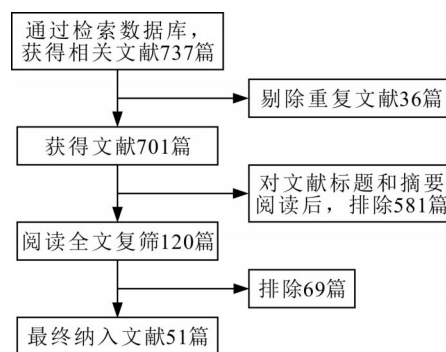 通过检索数据库,
获得相关文献737篇
剔除重复文献36篇
获得文献701篇
对文献标题和摘要
阅读后，排除581篇
阅读全文复筛120篇
排除69篇
最终纳入文献51篇